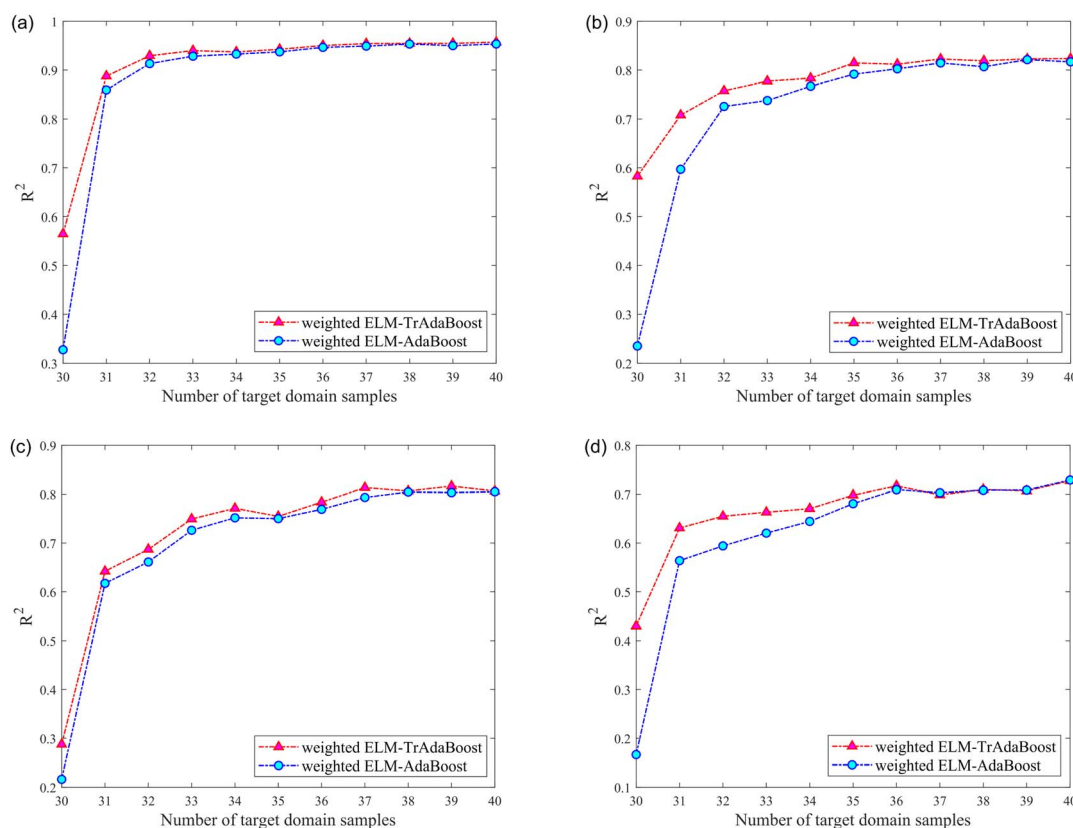 (a)
1
0.9
0.8
0.7
0.6
0.5
0.4
0.3
R²
weighted ELM-TrAdaBoost
weighted ELM-AdaBoost
30 31 32 33 34 35 36 37 38 39 40
Number of target domain samples
(b)
0.9
0.8
0.7
0.6
0.5
0.4
0.3
0.2
R²
weighted ELM-TrAdaBoost
weighted ELM-AdaBoost
30 31 32 33 34 35 36 37 38 39 40
Number of target domain samples
(c)
0.9
0.8
0.7
0.6
0.5
0.4
0.3
0.2
R²
weighted ELM-TrAdaBoost
weighted ELM-AdaBoost
30 31 32 33 34 35 36 37 38 39 40
Number of target domain samples
(d)
0.8
0.7
0.6
0.5
0.4
0.3
0.2
0.1
R²
weighted ELM-TrAdaBoost
weighted ELM-AdaBoost
30 31 32 33 34 35 36 37 38 39 40
Number of target domain samples